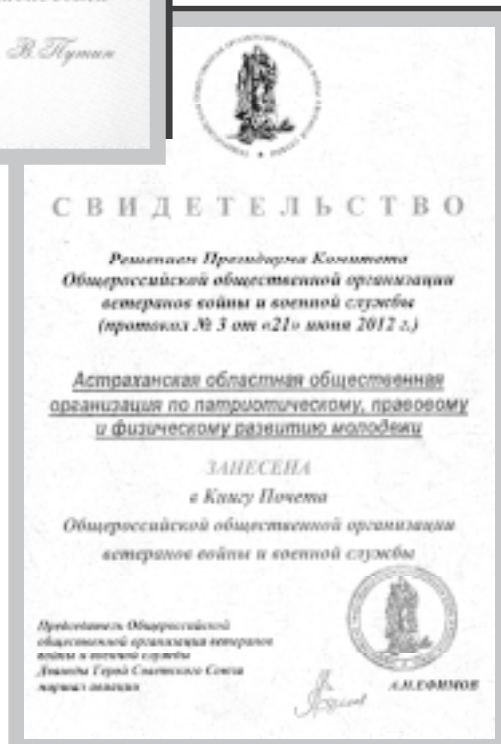 В. Путин
СВИДЕТЕЛЬСТВО
Решением Президиума Комитета
Общероссийской общественной организации
ветеранов войны и военной службы
(протокол № 3 от «21» июня 2012 г.)
Астраханская областная общественная
организация по патриотическому, правовому
и физическому развитию молодежи
ЗАНЕСЕНА
в Книгу Почета
Общероссийской общественной организации
ветеранов войны и военной службы
Председатель Общероссийской
общественной организации ветеранов
войны и военной службы
Дважды Герой Советского Союза
маршал авиации
А.Н.ЕФИМОВ